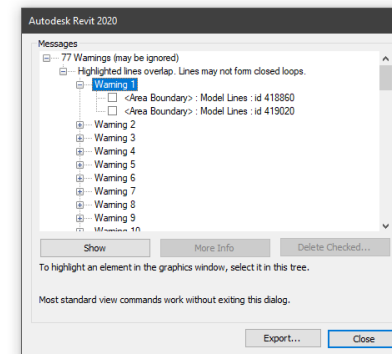 Autodesk Revit 2020
Messages
77 Warnings (may be ignored)
Highlighted lines overlap. Lines may not form closed loops.
Warning 1
<Area Boundary> : Model Lines : id 418860
<Area Boundary> : Model Lines : id 419020
Warning 2
Warning 3
Warning 4
Warning 5
Warning 6
Warning 7
Warning 8
Warning 9
Warning 10
Show More Info Delete Checked...
To highlight an element in the graphics window, select it in this tree.
Most standard view commands work without exiting this dialog.
Export... Close